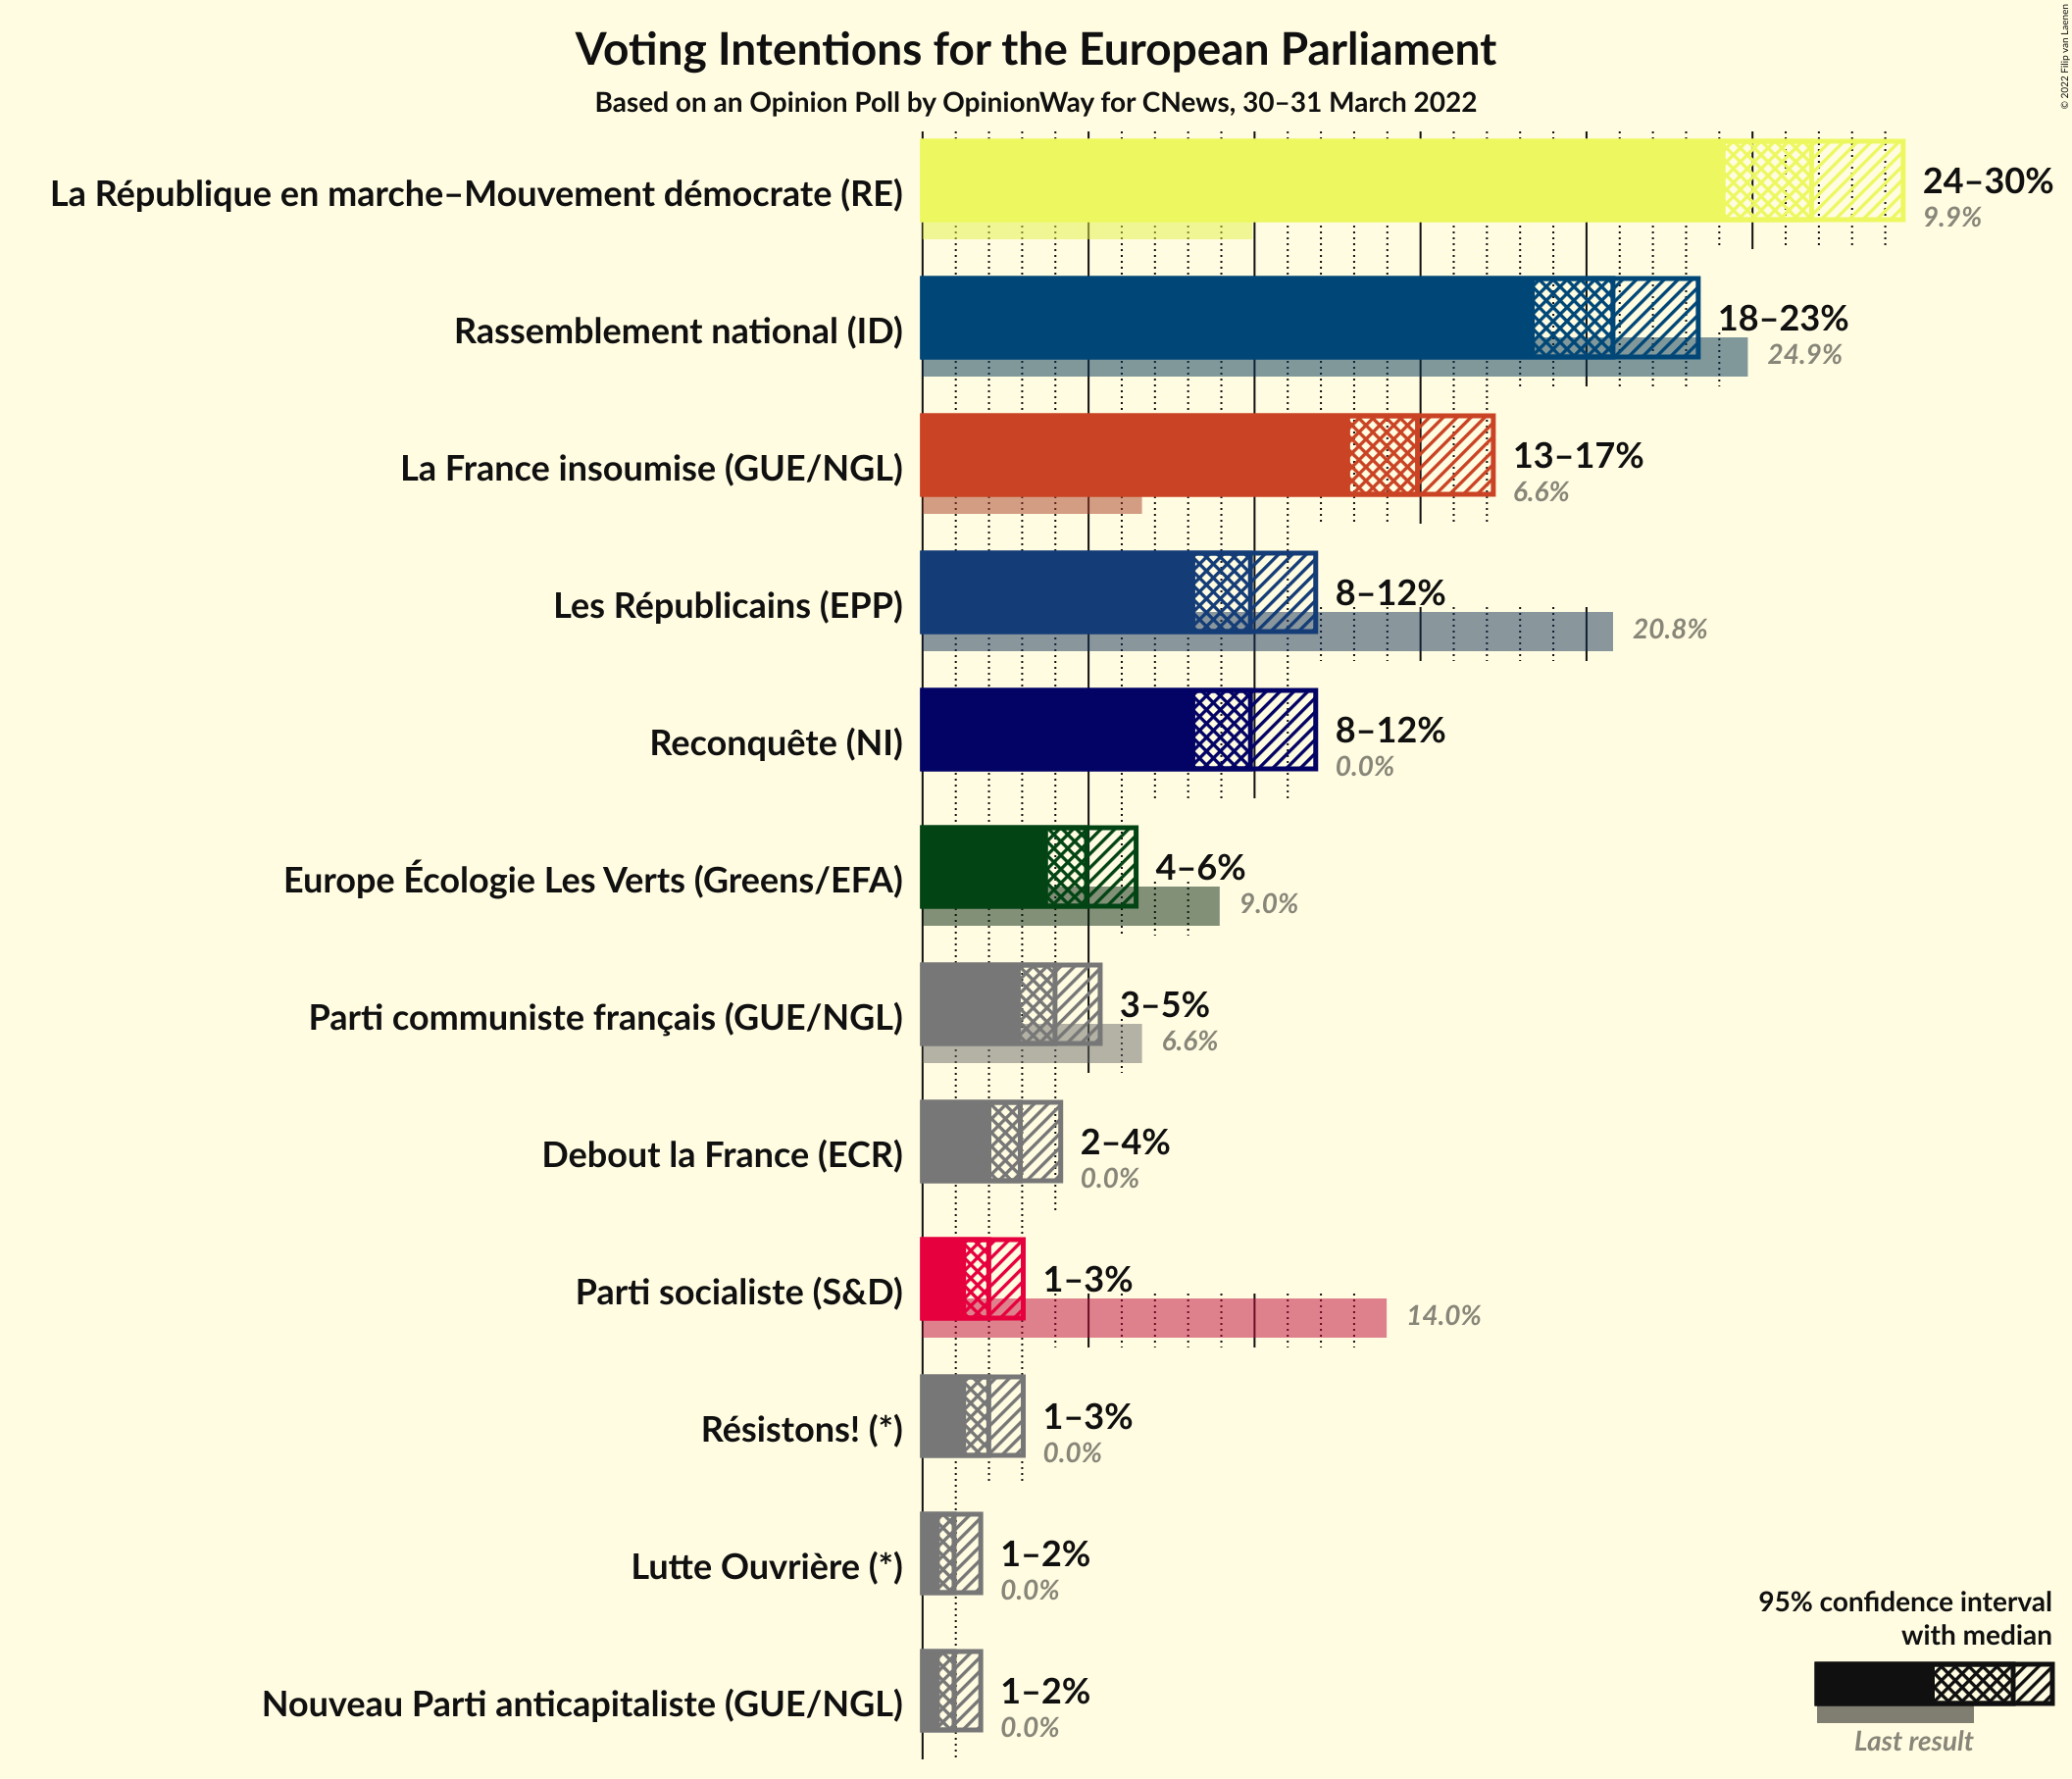 Voting Intentions for the European Parliament
Based on an Opinion Poll by OpinionWay for CNews, 30–31 March 2022
© 2022 Filip van Laenen
La République en marche–Mouvement démocrate (RE)
24–30%
9.9%
Rassemblement national (ID)
18–23%
24.9%
La France insoumise (GUE/NGL)
13–17%
6.6%
Les Républicains (EPP)
8–12%
20.8%
Reconquête (NI)
8–12%
0.0%
Europe Écologie Les Verts (Greens/EFA)
4–6%
9.0%
Parti communiste français (GUE/NGL)
3–5%
6.6%
Debout la France (ECR)
2–4%
0.0%
Parti socialiste (S&D)
1–3%
14.0%
Résistons! (*)
1–3%
0.0%
Lutte Ouvrière (*)
1–2%
0.0%
Nouveau Parti anticapitaliste (GUE/NGL)
1–2%
0.0%
95% confidence interval
with median
Last result